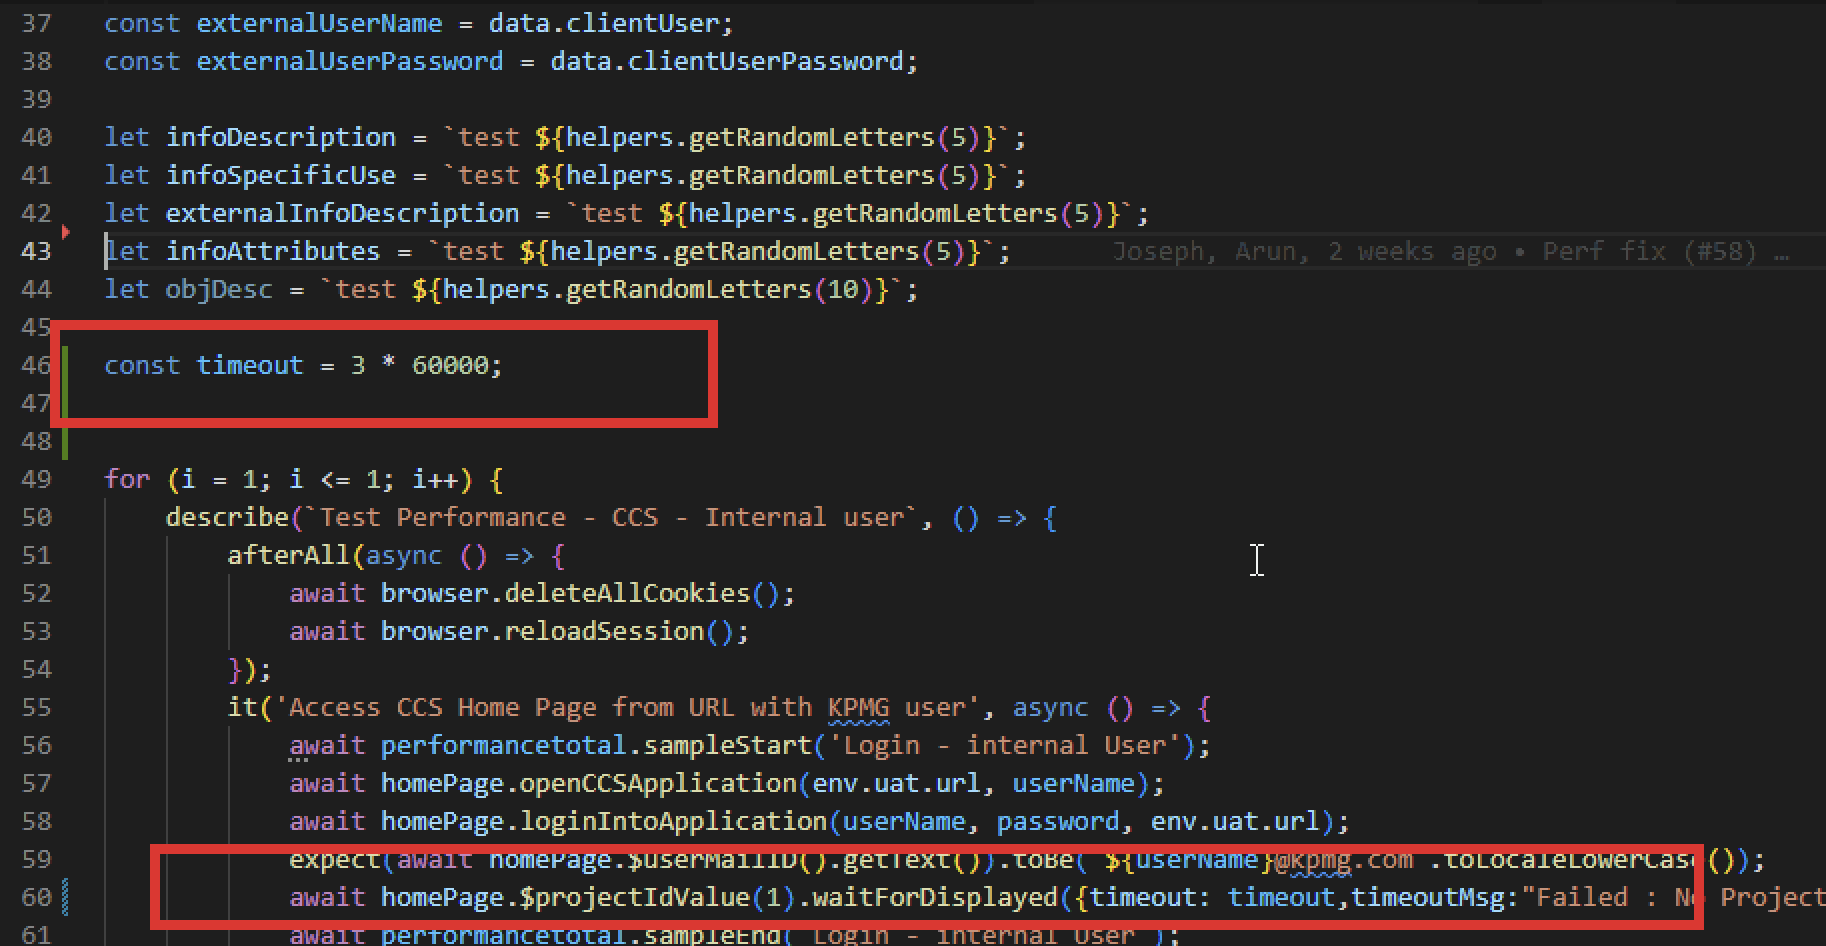 37 const externalUserName = data.clientUser;
38 const externalUserPassword = data.clientUserPassword;
39
40 let infoDescription = `test ${helpers.getRandomLetters(5)}`;
41 let infoSpecificUse = `test ${helpers.getRandomLetters(5)}`;
42 let externalInfoDescription = `test ${helpers.getRandomLetters(5)}`;
43 let infoAttributes = `test ${helpers.getRandomLetters(5)}`; Joseph, Arun, 2 weeks ago • Perf fix (#58) …
44 let objDesc = `test ${helpers.getRandomLetters(10)}`;
45
46 const timeout = 3 * 60000;
47
48
49 for (i = 1; i <= 1; i++) {
50 describe(`Test Performance - CCS - Internal user`, () => {
51 afterAll(async () => {
52 await browser.deleteAllCookies();
53 await browser.reloadSession();
54 });
55 it('Access CCS Home Page from URL with KPMG user', async () => {
56 await performancetotal.sampleStart('Login - internal User');
57 await homePage.openCCSApplication(env.uat.url, userName);
58 await homePage.loginIntoApplication(userName, password, env.uat.url);
59 expect(await homePage.$userMailID().getText()).toBe(`${userName}@kpmg.com`.toLocaleLowerCase());
60 await homePage.$projectIdValue(1).waitForDisplayed({timeout: timeout,timeoutMsg:"Failed : No Project
61 await performancetotal.sampleEnd('Login - internal User');